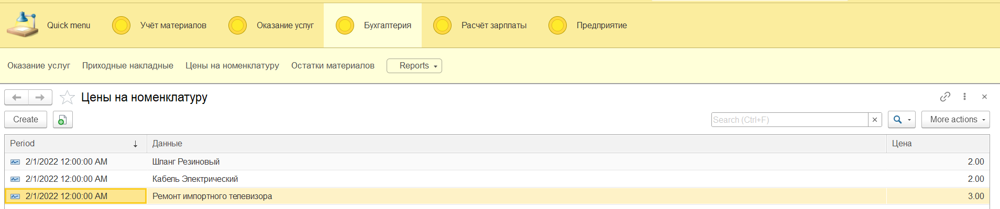 Quick menu Учёт материалов Оказание услуг Бухгалтерия Расчёт зарплаты Предприятие
Оказание услуг Приходные накладные Цены на номенклатуру Остатки материалов Reports
Цены на номенклатуру
Create Search (Ctrl+F) More actions
Period Данные Цена
2/1/2022 12:00:00 AM Шланг Резиновый 2.00
2/1/2022 12:00:00 AM Кабель Электрический 2.00
2/1/2022 12:00:00 AM Ремонт импортного телевизора 3.00